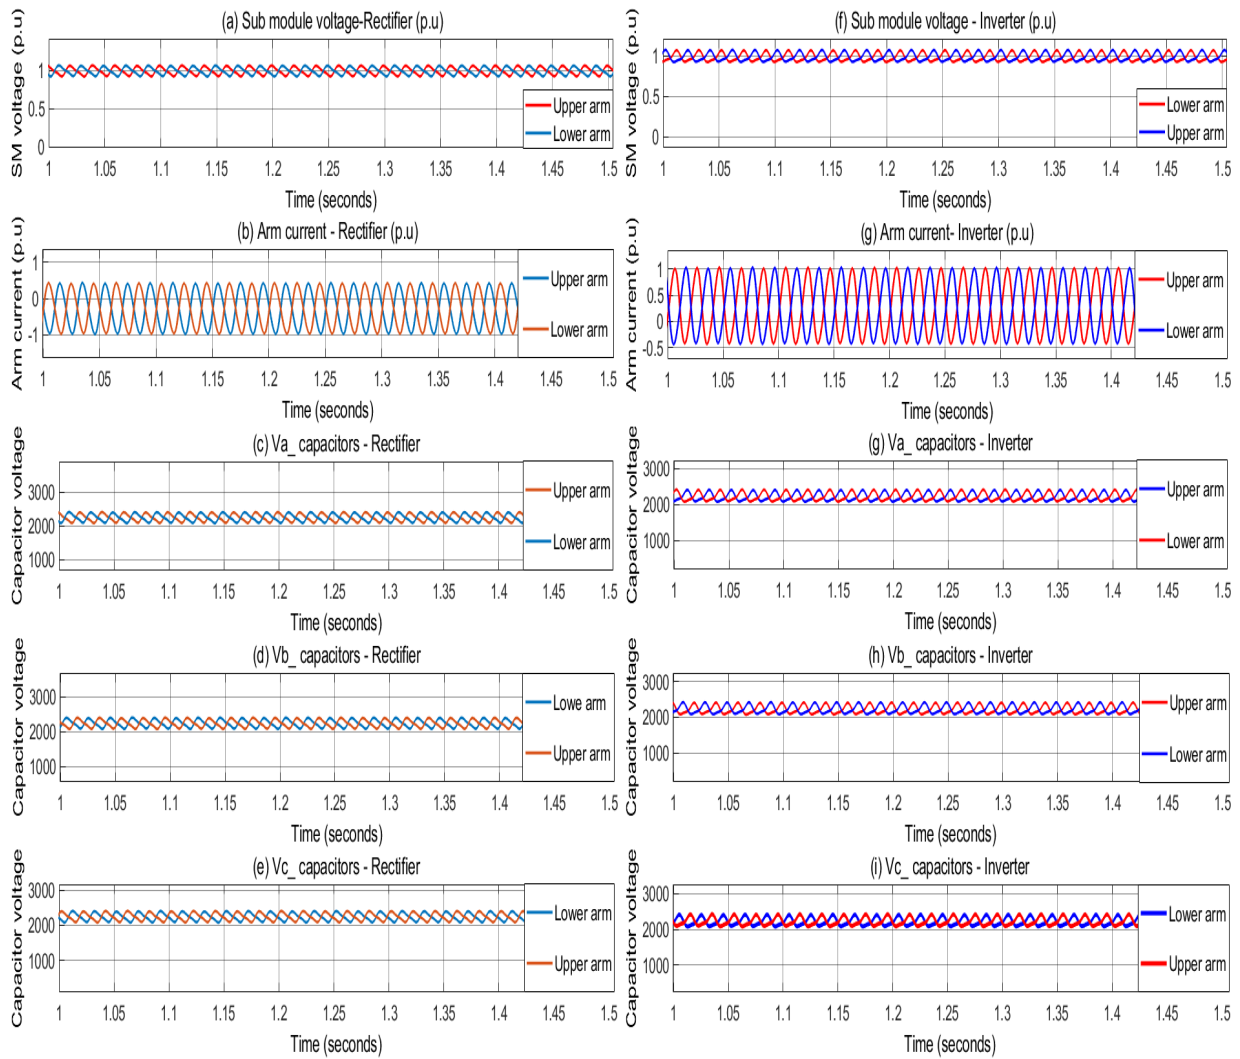 (a) Sub module voltage-Rectifier (p.u)
SM voltage (p.u)
1
0.5
0
Upper arm
Lower arm
1 1.05 1.1 1.15 1.2 1.25 1.3 1.35 1.4 1.45 1.5
Time (seconds)
(b) Arm current - Rectifier (p.u)
Arm current (p.u)
1
0
-1
Upper arm
Lower arm
1 1.05 1.1 1.15 1.2 1.25 1.3 1.35 1.4 1.45 1.5
Time (seconds)
(c) Va_ capacitors - Rectifier
Capacitor voltage
3000
2000
1000
Upper arm
Lower arm
1 1.05 1.1 1.15 1.2 1.25 1.3 1.35 1.4 1.45 1.5
Time (seconds)
(d) Vb_ capacitors - Rectifier
Capacitor voltage
3000
2000
1000
Lowe arm
Upper arm
1 1.05 1.1 1.15 1.2 1.25 1.3 1.35 1.4 1.45 1.5
Time (seconds)
(e) Vc_ capacitors - Rectifier
Capacitor voltage
3000
2000
1000
Lower arm
Upper arm
1 1.05 1.1 1.15 1.2 1.25 1.3 1.35 1.4 1.45 1.5
Time (seconds)
(f) Sub module voltage - Inverter (p.u)
SM voltage (p.u)
1
0.5
0
Lower arm
Upper arm
1 1.05 1.1 1.15 1.2 1.25 1.3 1.35 1.4 1.45 1.5
Time (seconds)
(g) Arm current- Inverter (p.u)
Arm current (p.u)
1
0.5
0
-0.5
Upper arm
Lower arm
1 1.05 1.1 1.15 1.2 1.25 1.3 1.35 1.4 1.45 1.5
Time (seconds)
(g) Va_ capacitors - Inverter
Capacitor voltage
3000
2000
1000
Upper arm
Lower arm
1 1.05 1.1 1.15 1.2 1.25 1.3 1.35 1.4 1.45 1.5
Time (seconds)
(h) Vb_ capacitors - Inverter
Capacitor voltage
3000
2000
1000
Upper arm
Lower arm
1 1.05 1.1 1.15 1.2 1.25 1.3 1.35 1.4 1.45 1.5
Time (seconds)
(i) Vc_ capacitors - Inverter
Capacitor voltage
3000
2000
1000
Lower arm
Upper arm
1 1.05 1.1 1.15 1.2 1.25 1.3 1.35 1.4 1.45 1.5
Time (seconds)